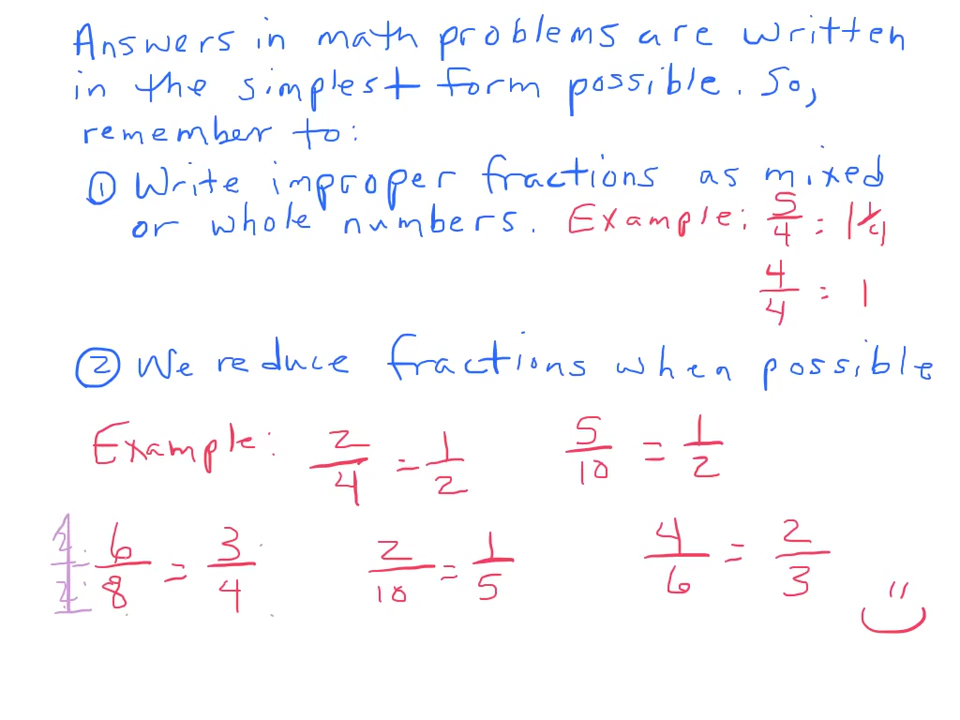 Answers in math problems are written
in the simplest form possible. So,
remember to:
① Write improper fractions as mixed
or whole numbers. Example: 5/4 = 1 1/4
4/4 = 1
② We reduce fractions when possible
Example: 2/4 = 1/2 5/10 = 1/2
6/8 = 3/4 2/10 = 1/5 4/6 = 2/3